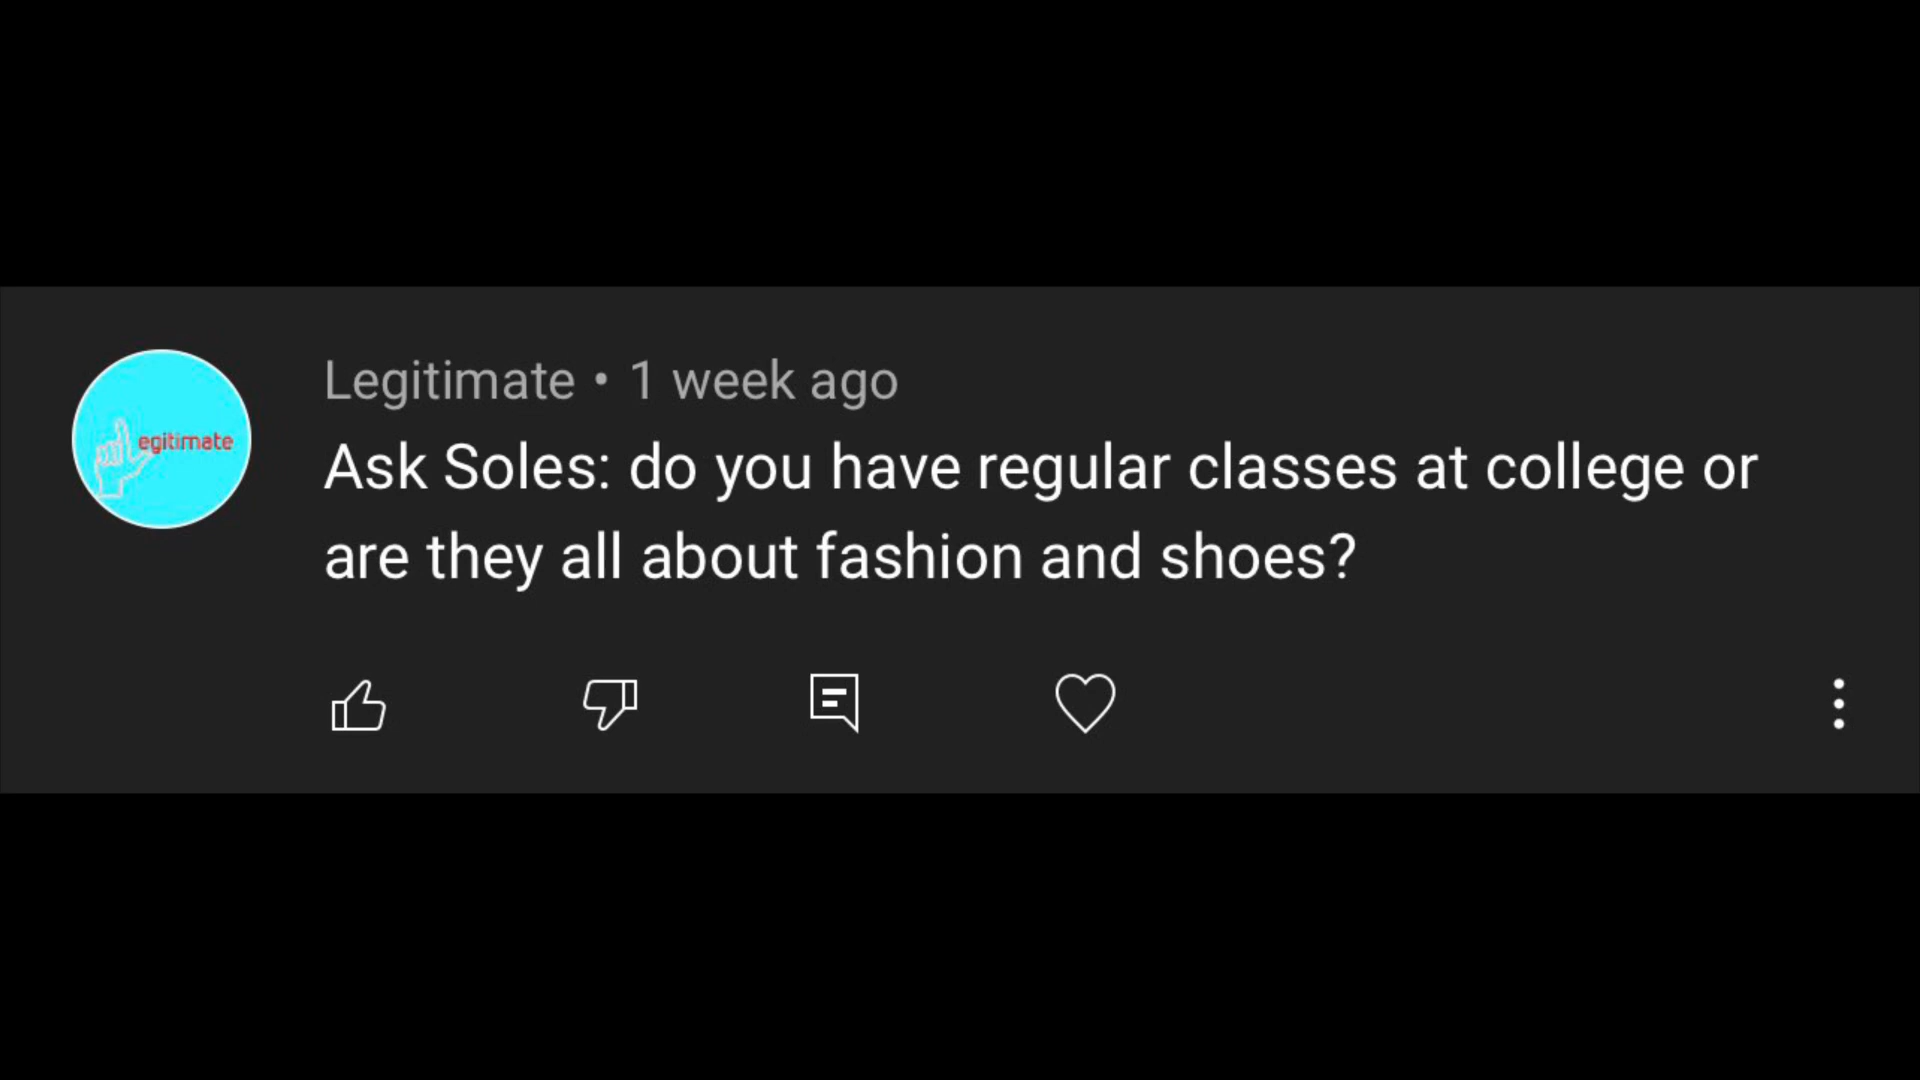 egitimate
Legitimate • 1 week ago
Ask Soles: do you have regular classes at college or
are they all about fashion and shoes?